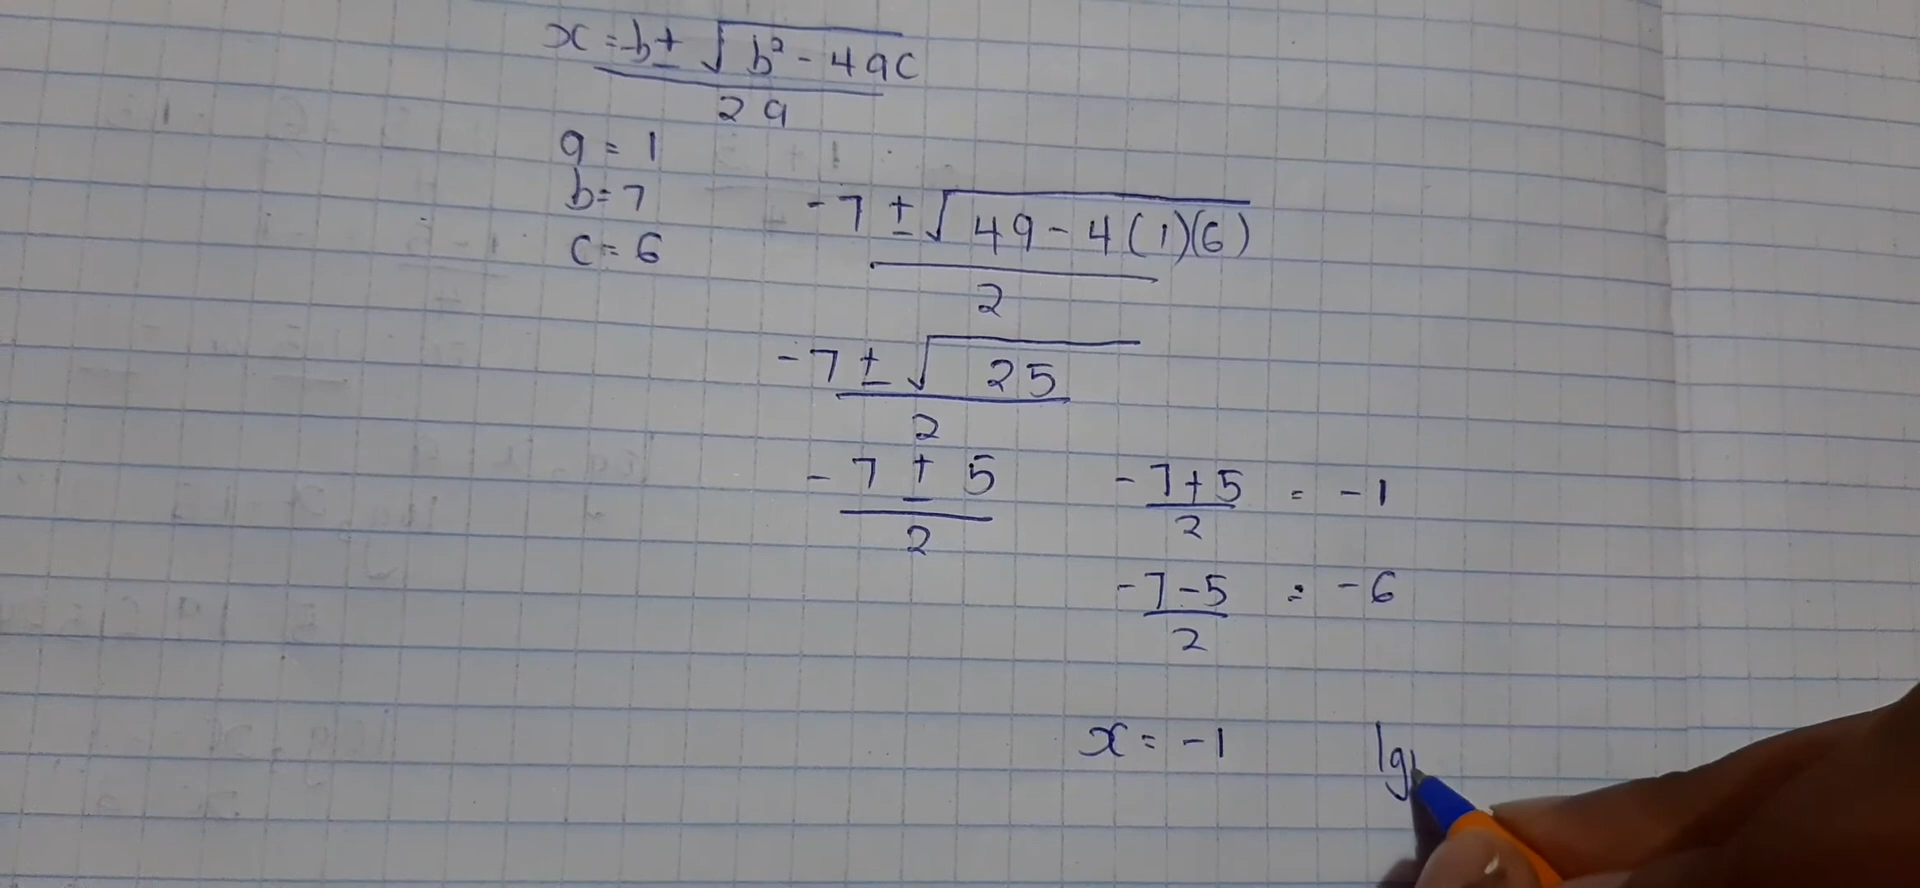 x = -b ± √b² - 4ac
2a
a = 1
b = 7
c = 6
-7 ± √49 - 4(1)(6)
2
-7 ± √25
2
-7 ± 5
2
-7+5 = -1
2
-7-5 = -6
2
x = -1